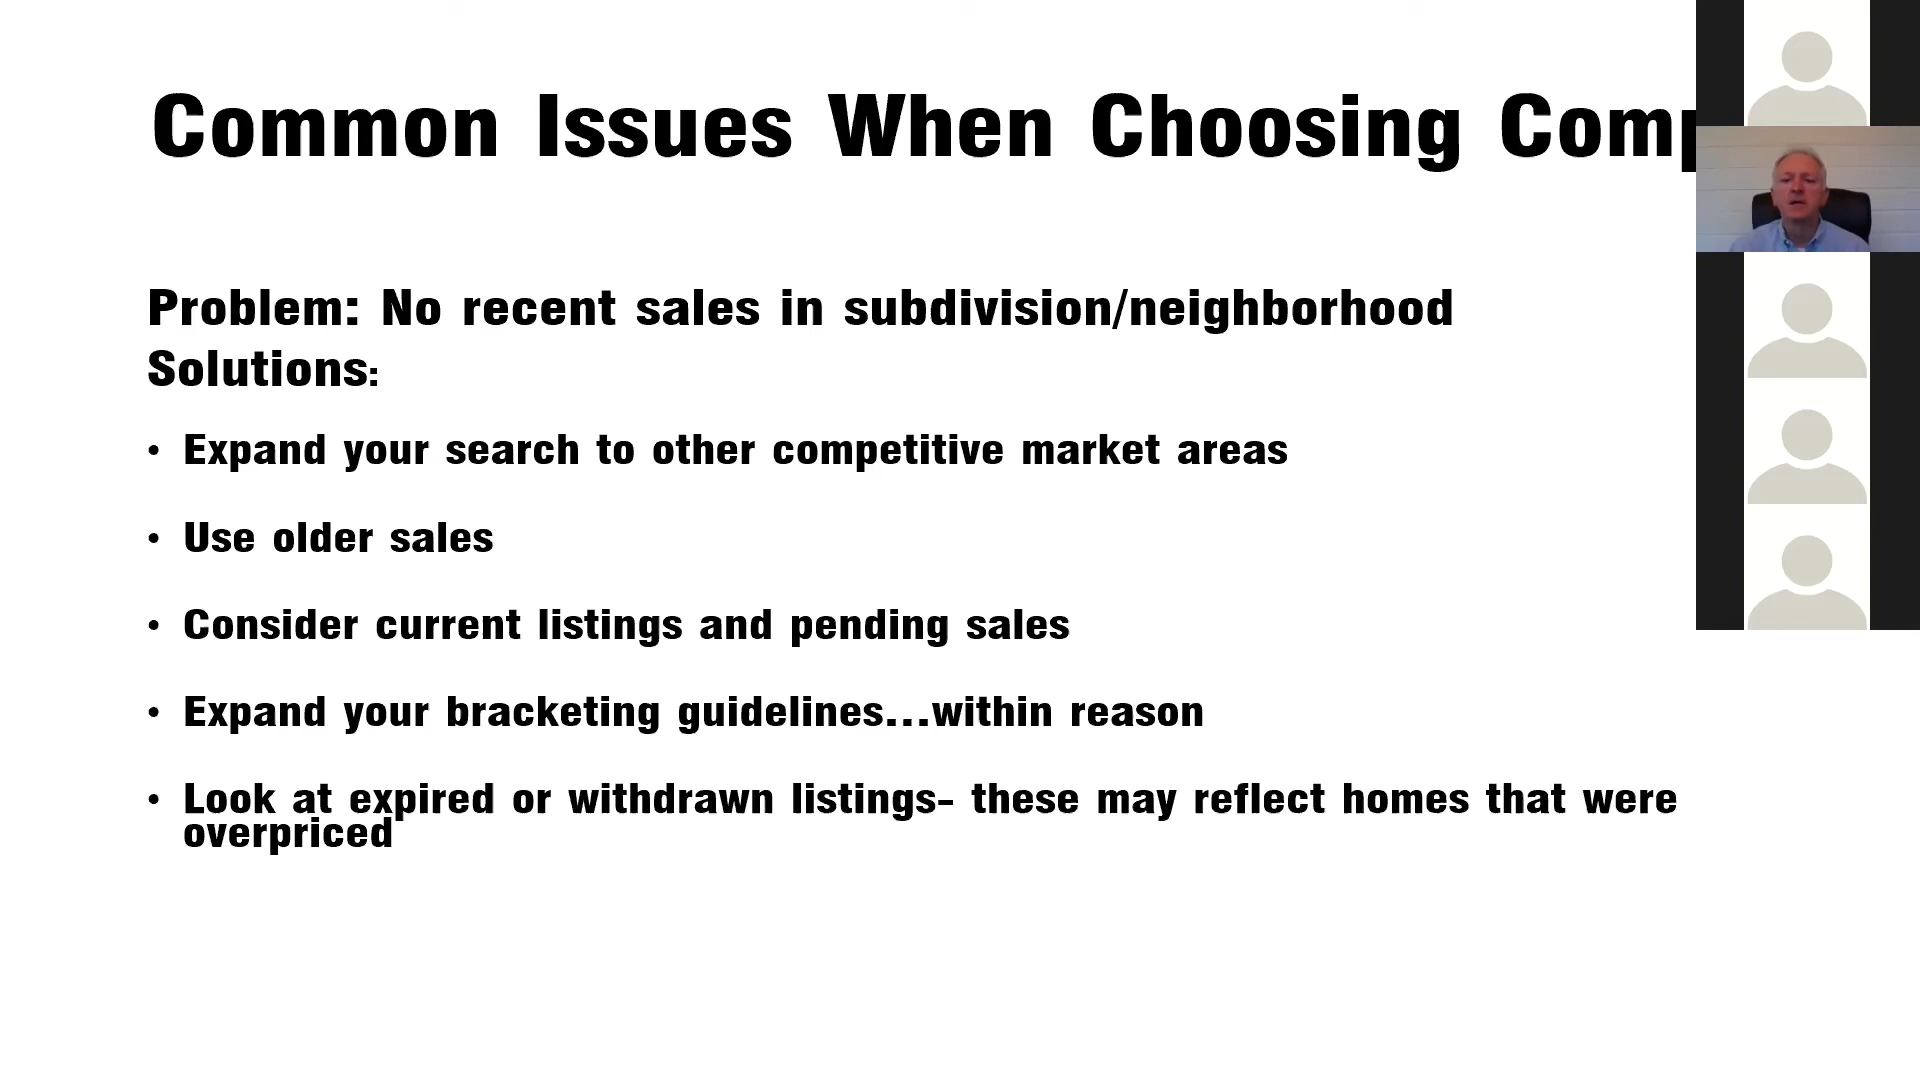 Common Issues When Choosing Comp
Problem: No recent sales in subdivision/neighborhood
Solutions:
• Expand your search to other competitive market areas
• Use older sales
• Consider current listings and pending sales
• Expand your bracketing guidelines...within reason
• Look at expired or withdrawn listings- these may reflect homes that were
overpriced